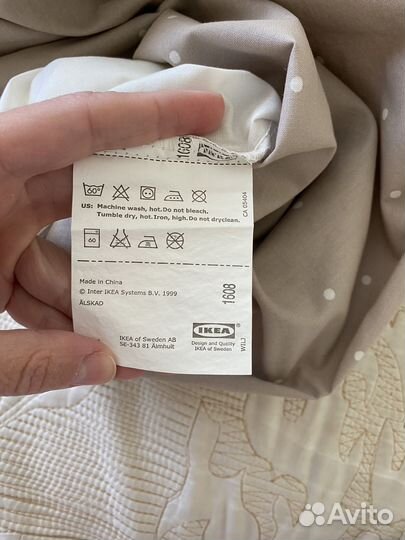 1608
IKEA
60°
US: Machine wash, hot.Do not bleach.
Tumble dry, hot.Iron, high.Do not dryclean.
CA 05404
60
Made in China
© Inter IKEA Systems B.V. 1999
ÄLSKAD
1608
IKEA of Sweden AB
SE-343 81 Älmhult
IKEA
Design and Quality
IKEA of Sweden
WILJ
Avito